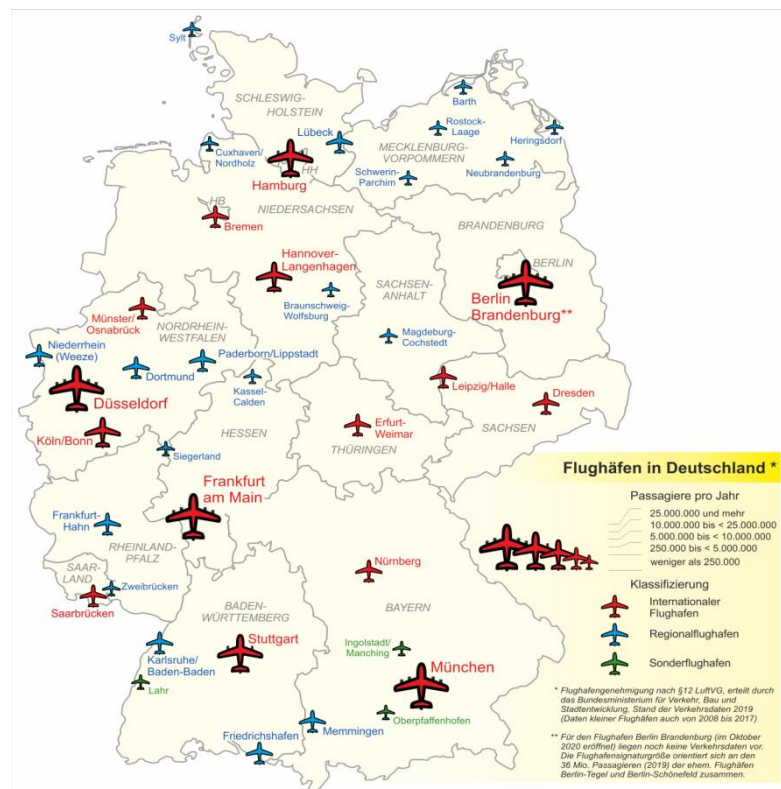 Sylt
SCHLESWIG-
HOLSTEIN
Barth
Rostock-
Laage
Heringsdorf
Lübeck
Cuxhaven/
Nordholz
MECKLENBURG-
VORPOMMERN
HH
Hamburg
Schwerin-
Parchim
Neubrandenburg
HB
Bremen
NIEDERSACHSEN
BRANDENBURG
Hannover-
Langenhagen
BERLIN
SACHSEN-
ANHALT
Berlin
Brandenburg**
Braunschweig-
Wolfsburg
Münster/
Osnabrück
NORDRHEIN-
WESTFALEN
Magdeburg-
Cochstedt
Niederrhein
(Weeze)
Paderborn/Lippstadt
Dortmund
Kassel-
Calden
Leipzig/Halle
Dresden
Düsseldorf
Köln/Bonn
HESSEN
Erfurt-
Weimar
THÜRINGEN
SACHSEN
Siegerland
Frankfurt
am Main
Frankfurt-
Hahn
RHEINLAND-
PFALZ
SAAR-
LAND
Zweibrücken
Saarbrücken
Nürnberg
BADEN-
WÜRTTEMBERG
BAYERN
Stuttgart
Karlsruhe/
Baden-Baden
Ingolstadt/
Manching
Lahr
München
Oberpfaffenhofen
Memmingen
Friedrichshafen
Flughäfen in Deutschland *
Passagiere pro Jahr
25.000.000 und mehr
10.000.000 bis < 25.000.000
5.000.000 bis < 10.000.000
250.000 bis < 5.000.000
weniger als 250.000
Klassifizierung
Internationaler
Flughafen
Regionalflughafen
Sonderflughafen
* Flughafengenehmigung nach §12 LuftVG, erteilt durch
das Bundesministerium für Verkehr, Bau und
Stadtentwicklung, Stand der Verkehrsdaten 2019
(Daten kleiner Flughäfen auch von 2008 bis 2017)
** Für den Flughafen Berlin Brandenburg (im Oktober
2020 eröffnet) liegen noch keine Verkehrsdaten vor.
Die Flughafensignaturgröße orientiert sich an den
36 Mio. Passagieren (2019) der ehem. Flughäfen
Berlin-Tegel und Berlin-Schönefeld zusammen.